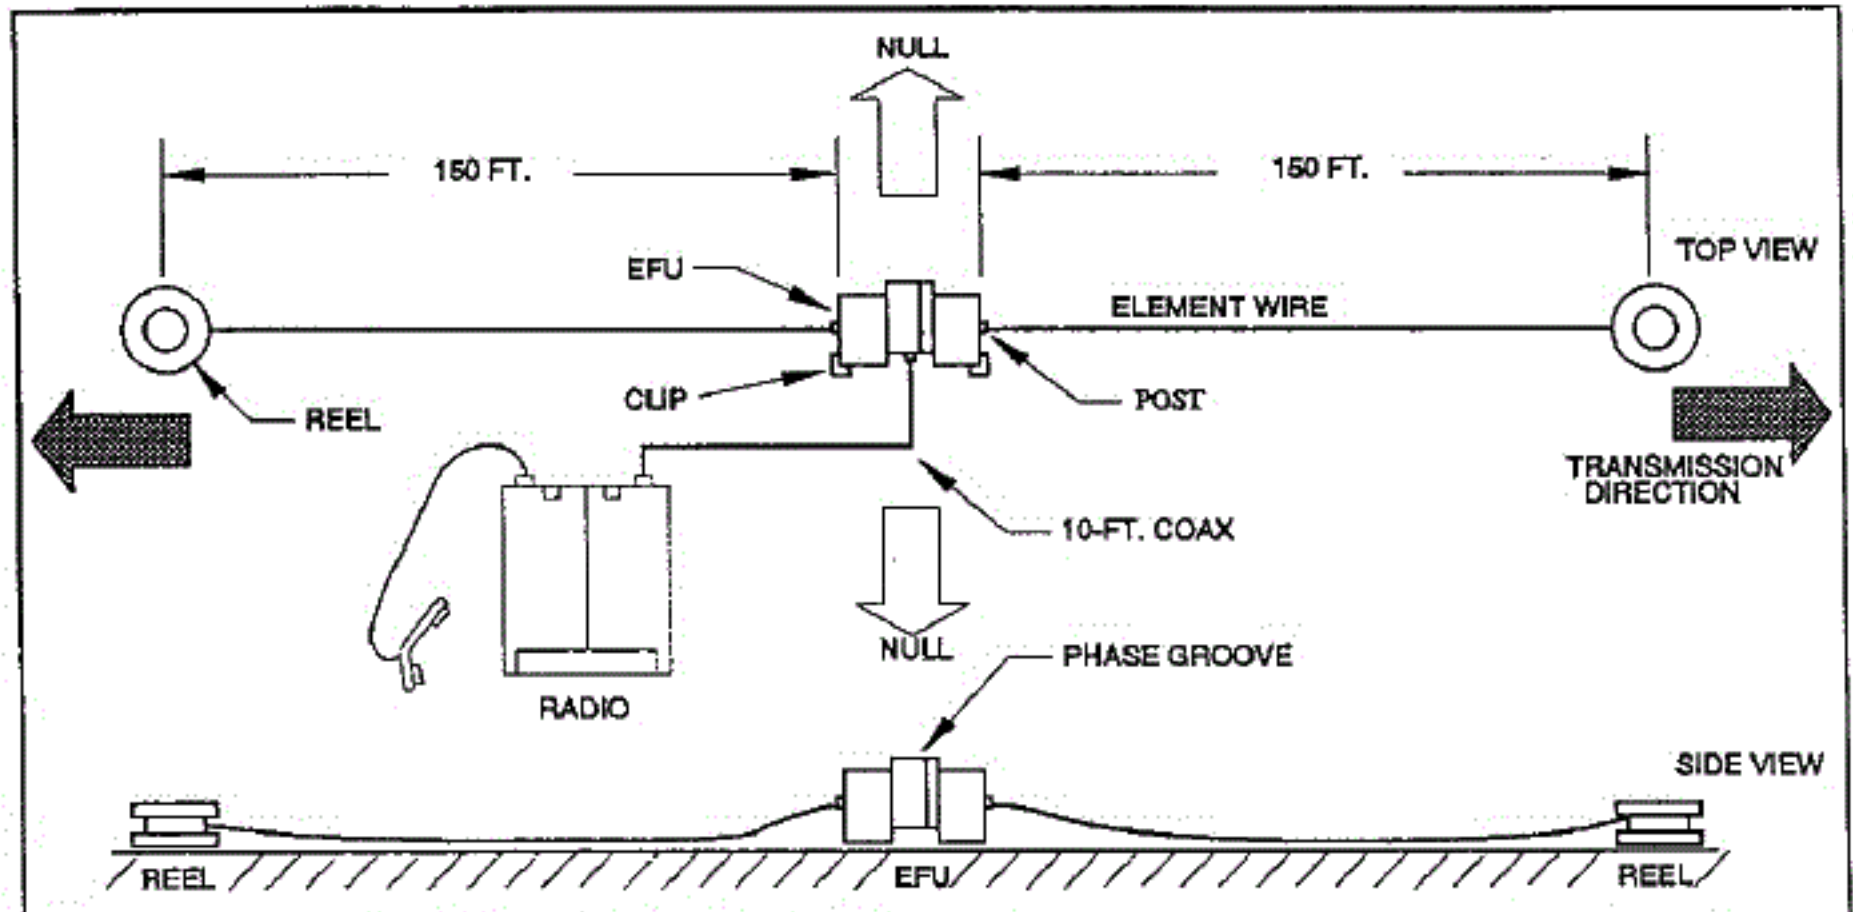 NULL
150 FT.
150 FT.
TOP VIEW
EFU
ELEMENT WIRE
CLIP
POST
REEL
TRANSMISSION
DIRECTION
10-FT. COAX
NULL
PHASE GROOVE
RADIO
SIDE VIEW
REEL
EFU
REEL